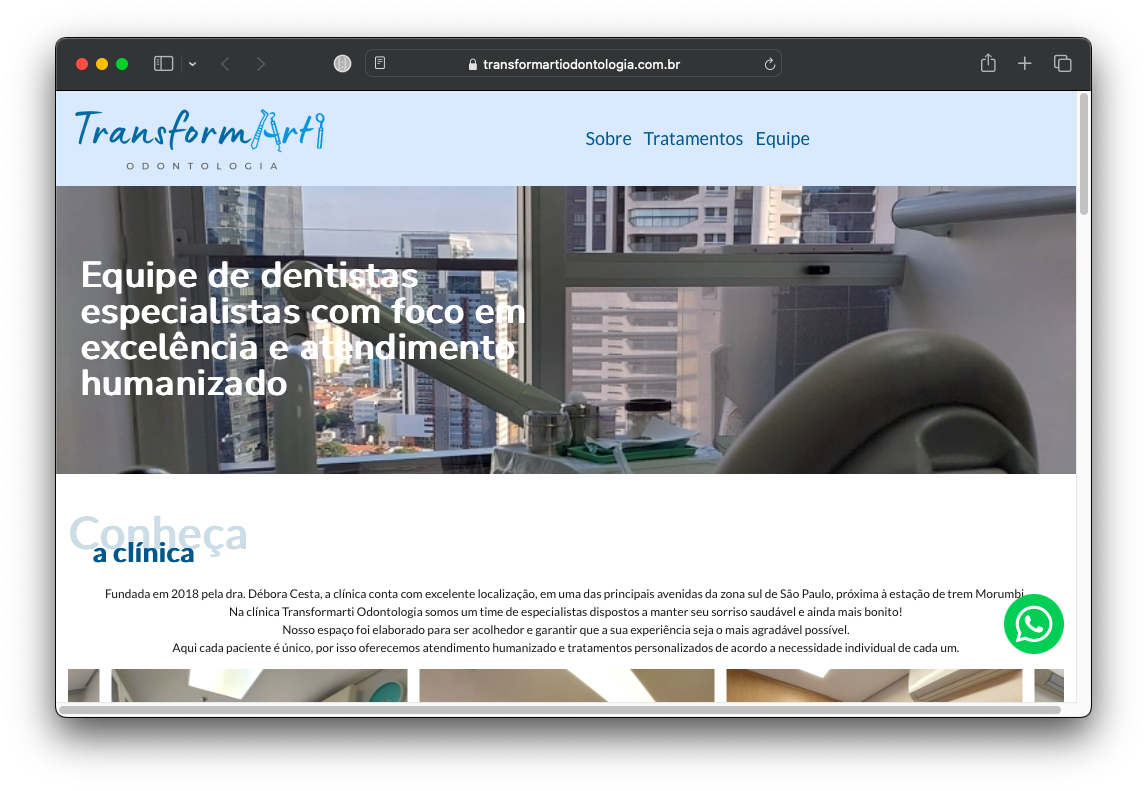 transformartiodontologia.com.br
TransformArti
ODONTOLOGIA
Sobre Tratamentos Equipe
Equipe de dentistas
especialistas com foco em
excelência e atendimento
humanizado
Conheça
a clínica
Fundada em 2018 pela dra. Débora Cesta, a clínica conta com excelente localização, em uma das principais avenidas da zona sul de São Paulo, próxima à estação de trem Morumbi.
Na clínica Transformarti Odontologia somos um time de especialistas dispostos a manter seu sorriso saudável e ainda mais bonito!
Nosso espaço foi elaborado para ser acolhedor e garantir que a sua experiência seja o mais agradável possível.
Aqui cada paciente é único, por isso oferecemos atendimento humanizado e tratamentos personalizados de acordo a necessidade individual de cada um.